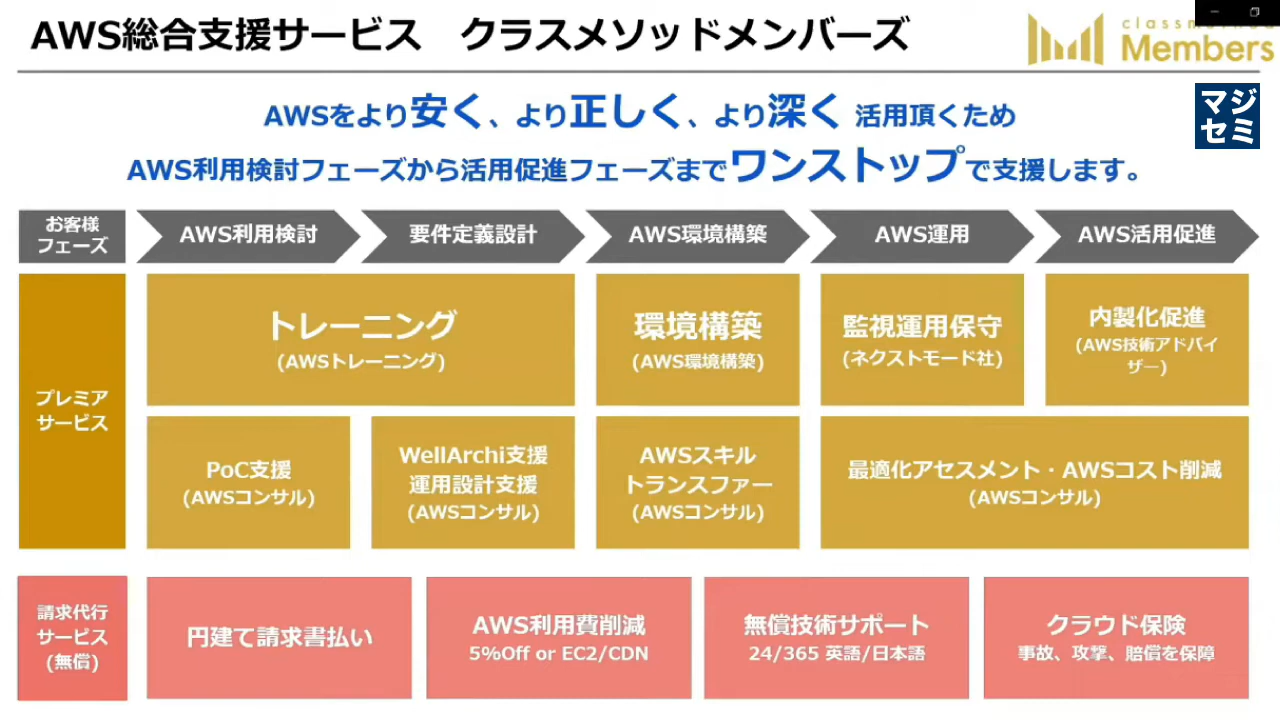 AWS総合支援サービス　クラスメソッドメンバーズ
Members
マジ
セミ
AWSをより安く、より正しく、より深く 活用頂くため
AWS利用検討フェーズから活用促進フェーズまでワンストップで支援します。
お客様
フェーズ
AWS利用検討
要件定義設計
AWS環境構築
AWS運用
AWS活用促進
プレミア
サービス
トレーニング
(AWSトレーニング)
環境構築
(AWS環境構築)
監視運用保守
(ネクストモード社)
内製化促進
(AWS技術アドバイ
ザー)
PoC支援
(AWSコンサル)
WellArchi支援
運用設計支援
(AWSコンサル)
AWSスキル
トランスファー
(AWSコンサル)
最適化アセスメント・AWSコスト削減
(AWSコンサル)
請求代行
サービス
(無償)
円建て請求書払い
AWS利用費削減
5%Off or EC2/CDN
無償技術サポート
24/365 英語/日本語
クラウド保険
事故、攻撃、賠償を保障